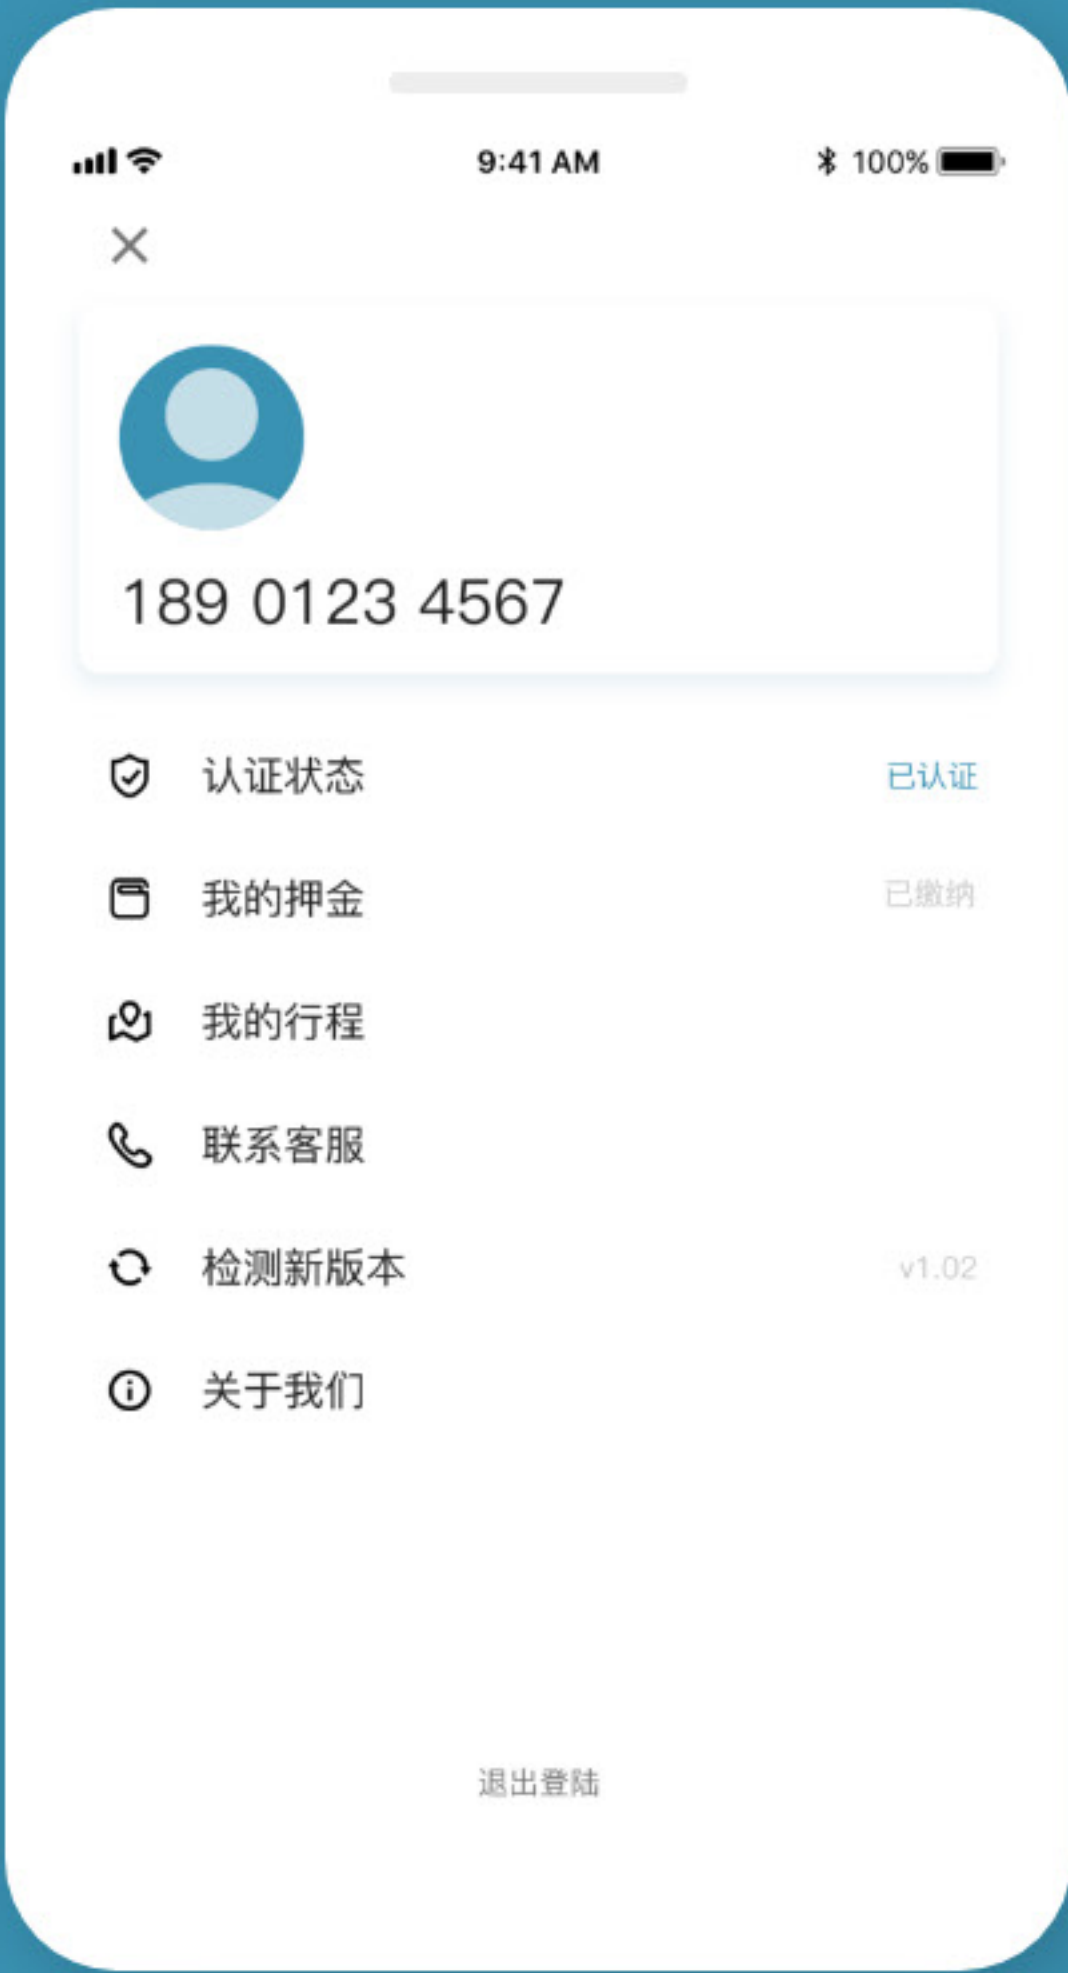 9:41 AM
100%
189 0123 4567
认证状态
已认证
我的押金
已缴纳
我的行程
联系客服
检测新版本
v1.02
关于我们
退出登陆